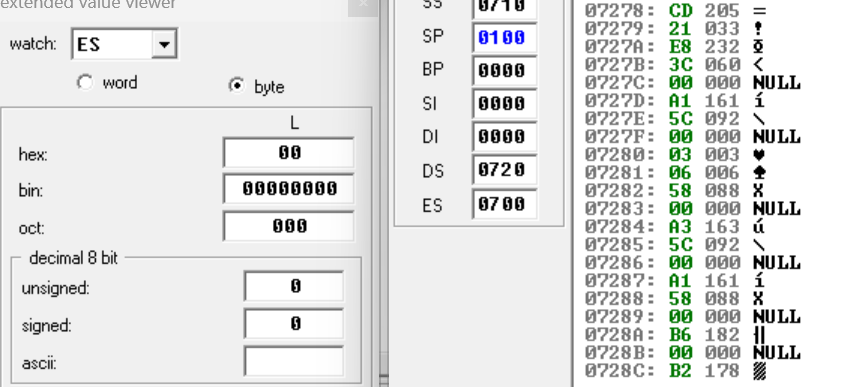 extended value viewer
watch: ES
word byte
L
hex: 00
bin: 00000000
oct: 000
decimal 8 bit
unsigned: 0
signed: 0
ascii:
SS 0710
SP 0100
BP 0000
SI 0000
DI 0000
DS 0720
ES 0700
07278: CD 205 =
07279: 21 033 !
0727A: E8 232
0727B: 3C 060 <
0727C: 00 000 NULL
0727D: A1 161 í
0727E: 5C 092 \
0727F: 00 000 NULL
07280: 03 003 ♥
07281: 06 006 ♠
07282: 58 088 X
07283: 00 000 NULL
07284: A3 163 ú
07285: 5C 092 \
07286: 00 000 NULL
07287: A1 161 í
07288: 58 088 X
07289: 00 000 NULL
0728A: B6 182 ╢
0728B: 00 000 NULL
0728C: B2 178 ▓